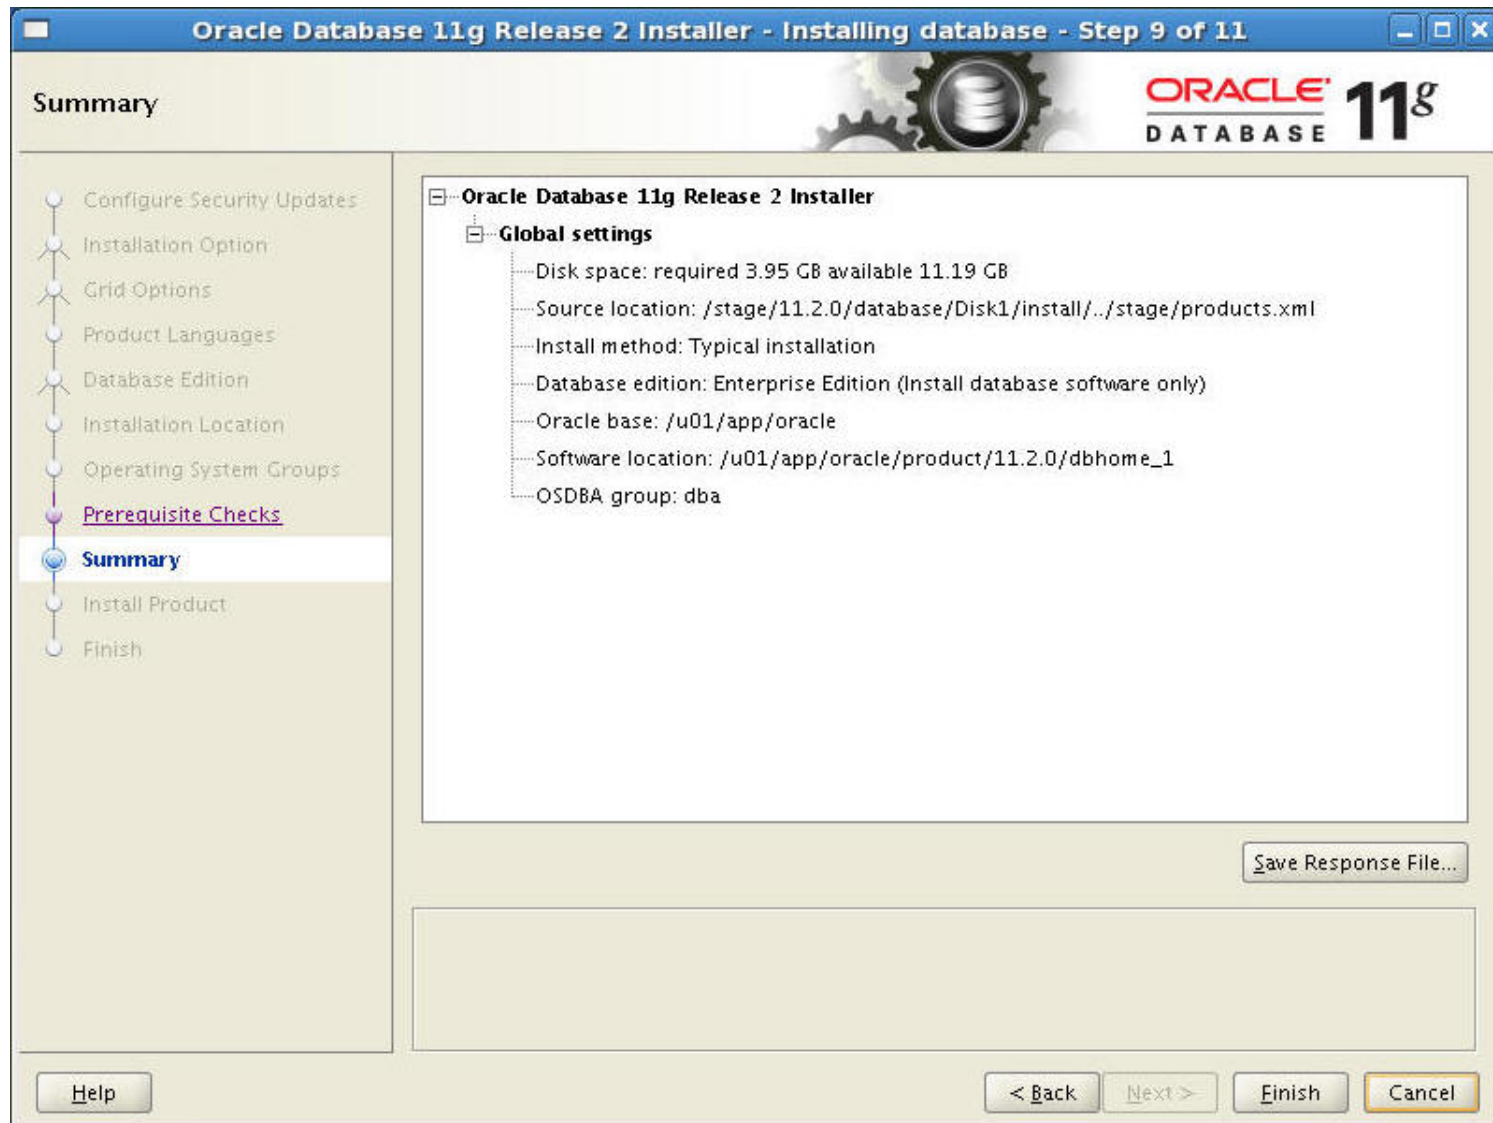 Oracle Database 11g Release 2 Installer - Installing database - Step 9 of 11
Summary
ORACLE DATABASE 11g
Configure Security Updates
Installation Option
Grid Options
Product Languages
Database Edition
Installation Location
Operating System Groups
Prerequisite Checks
Summary
Install Product
Finish
Oracle Database 11g Release 2 Installer
Global settings
Disk space: required 3.95 GB available 11.19 GB
Source location: /stage/11.2.0/database/Disk1/install/../stage/products.xml
Install method: Typical installation
Database edition: Enterprise Edition (Install database software only)
Oracle base: /u01/app/oracle
Software location: /u01/app/oracle/product/11.2.0/dbhome_1
OSDBA group: dba
Save Response File...
Help
< Back
Next >
Finish
Cancel